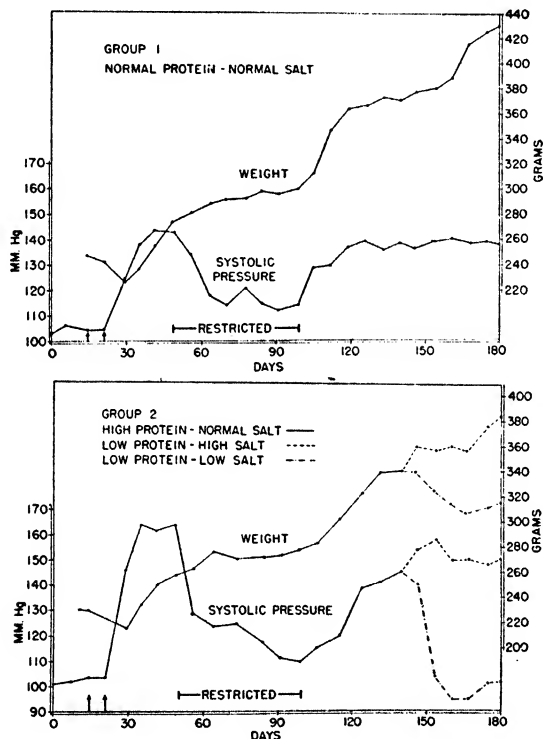 GROUP 1
NORMAL PROTEIN - NORMAL SALT
WEIGHT
SYSTOLIC
PRESSURE
RESTRICTED
MM. Hg
170
160
150
140
130
120
110
100
0 30 60 90 120 150 180
DAYS
440
420
400
380
360
340
320
300
280
260
240
220
GRAMS
GROUP 2
HIGH PROTEIN - NORMAL SALT
LOW PROTEIN - HIGH SALT
LOW PROTEIN - LOW SALT
WEIGHT
SYSTOLIC PRESSURE
RESTRICTED
MM. Hg
170
160
150
140
130
120
110
100
90
0 30 60 90 120 150 180
DAYS
400
380
360
340
320
300
280
260
240
220
200
GRAMS